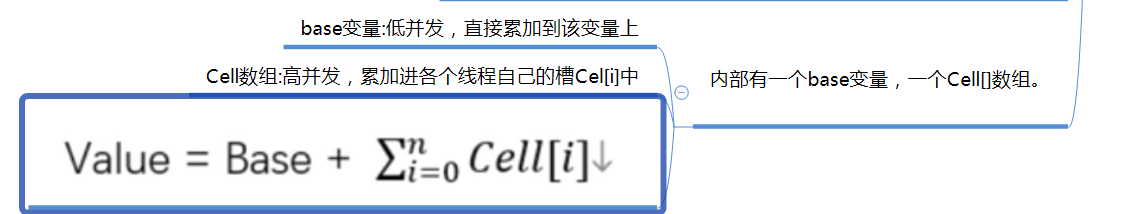 base变量:低并发，直接累加到该变量上
Cell数组:高并发，累加进各个线程自己的槽Cel[i]中
内部有一个base变量，一个Cell[]数组。
Value = Base + ∑_{i=0}^{n} Cell[i]↓